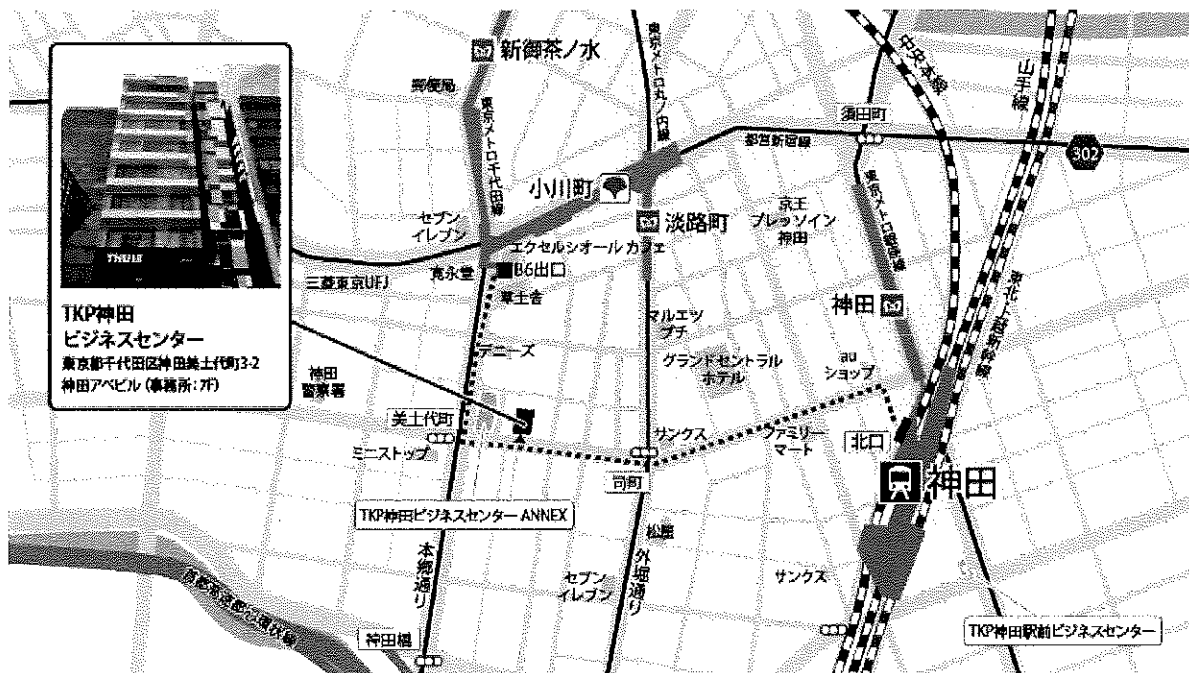 新御茶ノ水
郵便局
東京メトロ千代田線
東京メトロ丸ノ内線
中央本線
山手線
須田町
都営新宿線
302
小川町
淡路町
セブン
イレブン
エクセルシオール カフェ
京王
プレッソイン
神田
東京メトロ銀座線
三菱東京UFJ
寛永堂
B6出口
草土舎
神田
東北・上越新幹線
TKP神田
ビジネスセンター
東京都千代田区神田美土代町3-2
神田アベビル (事務所:7F)
デニーズ
マルエツ
プチ
グランドセントラル
ホテル
au
ショップ
神田
警察署
美土代町
ミニストップ
サンクス
ファミリー
マート
北口
司町
神田
TKP神田ビジネスセンター ANNEX
松屋
本郷通り
外堀通り
セブン
イレブン
サンクス
首都高速都心環状線
神田橋
TKP神田駅前ビジネスセンター